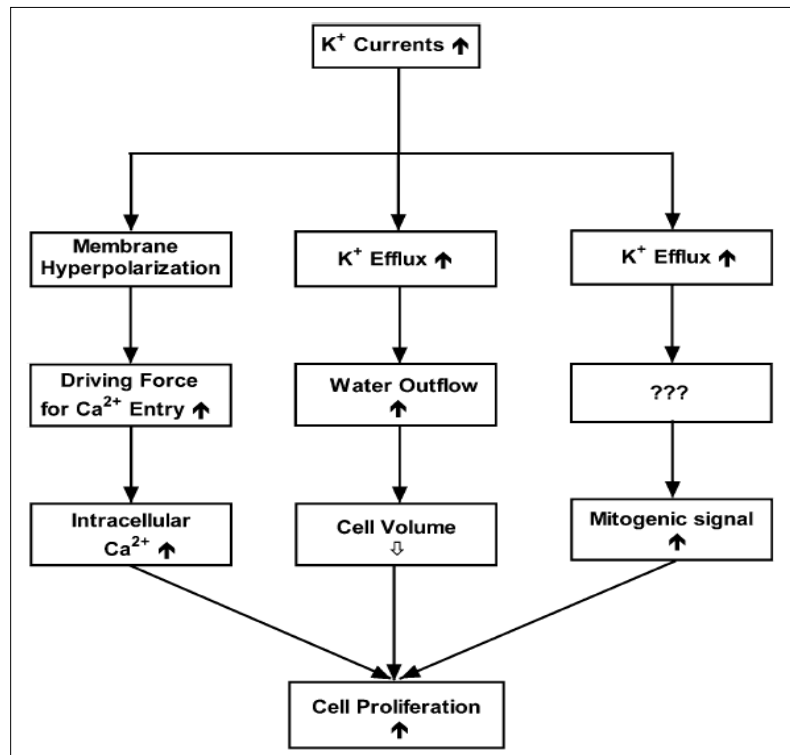 K⁺ Currents ↑
Membrane
Hyperpolarization
K⁺ Efflux ↑
K⁺ Efflux ↑
Driving Force
for Ca²⁺ Entry ↑
Water Outflow
↑
???
Intracellular
Ca²⁺ ↑
Cell Volume
⇩
Mitogenic signal
↑
Cell Proliferation
↑